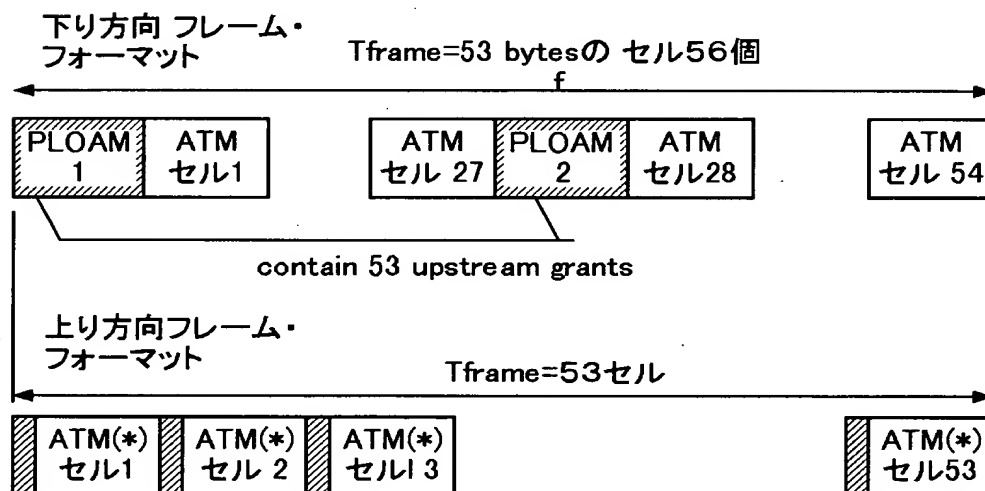 下り方向 フレーム・
フォーマット
Tframe=53 bytesの セル56個
f
PLOAM
1
ATM
セル1
ATM
セル 27
PLOAM
2
ATM
セル28
ATM
セル 54
contain 53 upstream grants
上り方向フレーム・
フォーマット
Tframe=53セル
ATM(*)
セル1
ATM(*)
セル 2
ATM(*)
セルl 3
ATM(*)
セル53